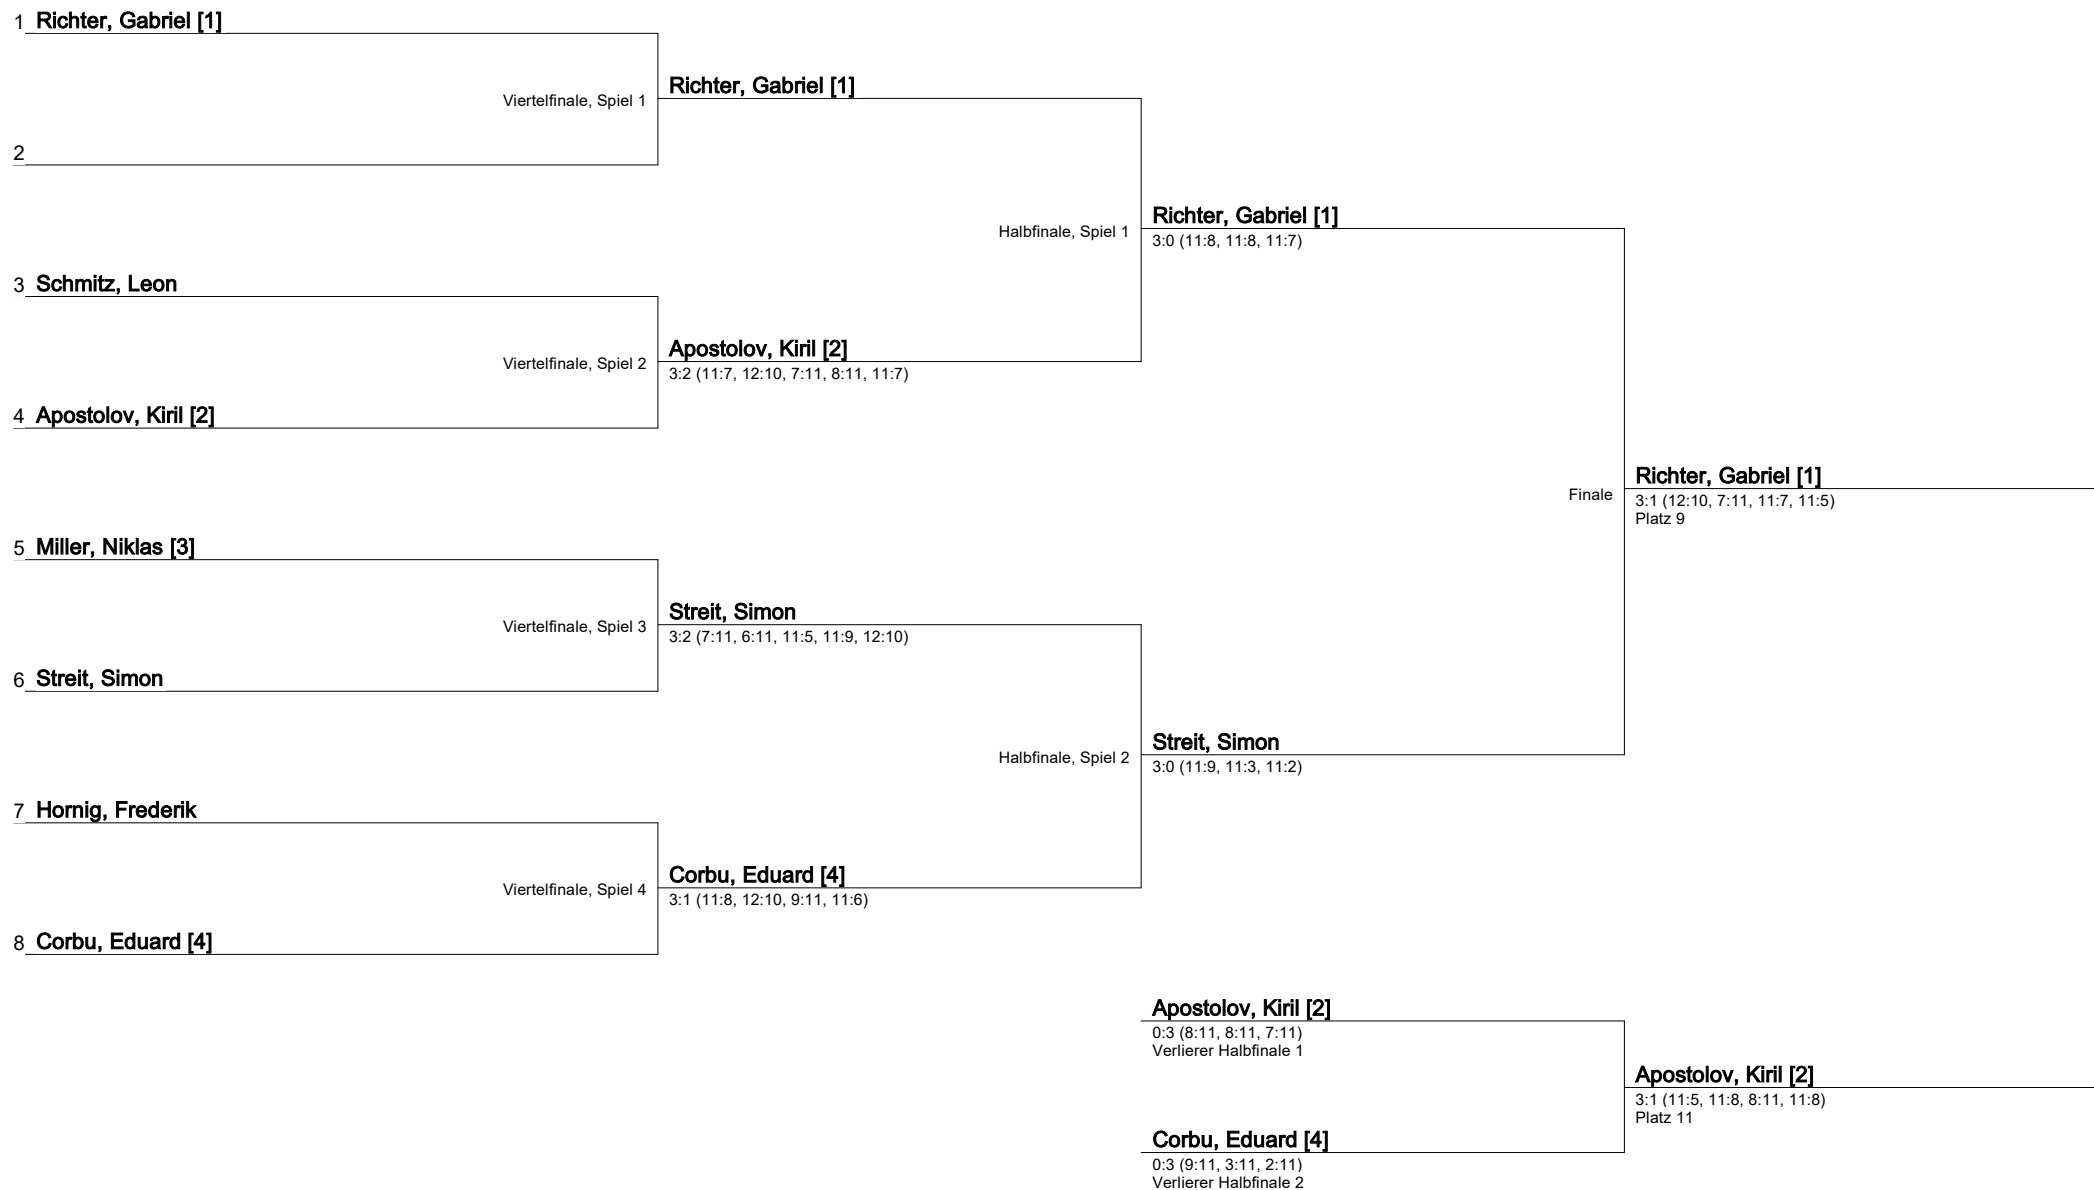 1 Richter, Gabriel [1]
Viertelfinale, Spiel 1
Richter, Gabriel [1]
2
Halbfinale, Spiel 1
Richter, Gabriel [1]
3:0 (11:8, 11:8, 11:7)
3 Schmitz, Leon
Viertelfinale, Spiel 2
Apostolov, Kiril [2]
3:2 (11:7, 12:10, 7:11, 8:11, 11:7)
4 Apostolov, Kiril [2]
Finale
Richter, Gabriel [1]
3:1 (12:10, 7:11, 11:7, 11:5)
Platz 9
5 Miller, Niklas [3]
Viertelfinale, Spiel 3
Streit, Simon
3:2 (7:11, 6:11, 11:5, 11:9, 12:10)
6 Streit, Simon
Halbfinale, Spiel 2
Streit, Simon
3:0 (11:9, 11:3, 11:2)
7 Hornig, Frederik
Viertelfinale, Spiel 4
Corbu, Eduard [4]
3:1 (11:8, 12:10, 9:11, 11:6)
8 Corbu, Eduard [4]
Apostolov, Kiril [2]
0:3 (8:11, 8:11, 7:11)
Verlierer Halbfinale 1
Apostolov, Kiril [2]
3:1 (11:5, 11:8, 8:11, 11:8)
Platz 11
Corbu, Eduard [4]
0:3 (9:11, 3:11, 2:11)
Verlierer Halbfinale 2